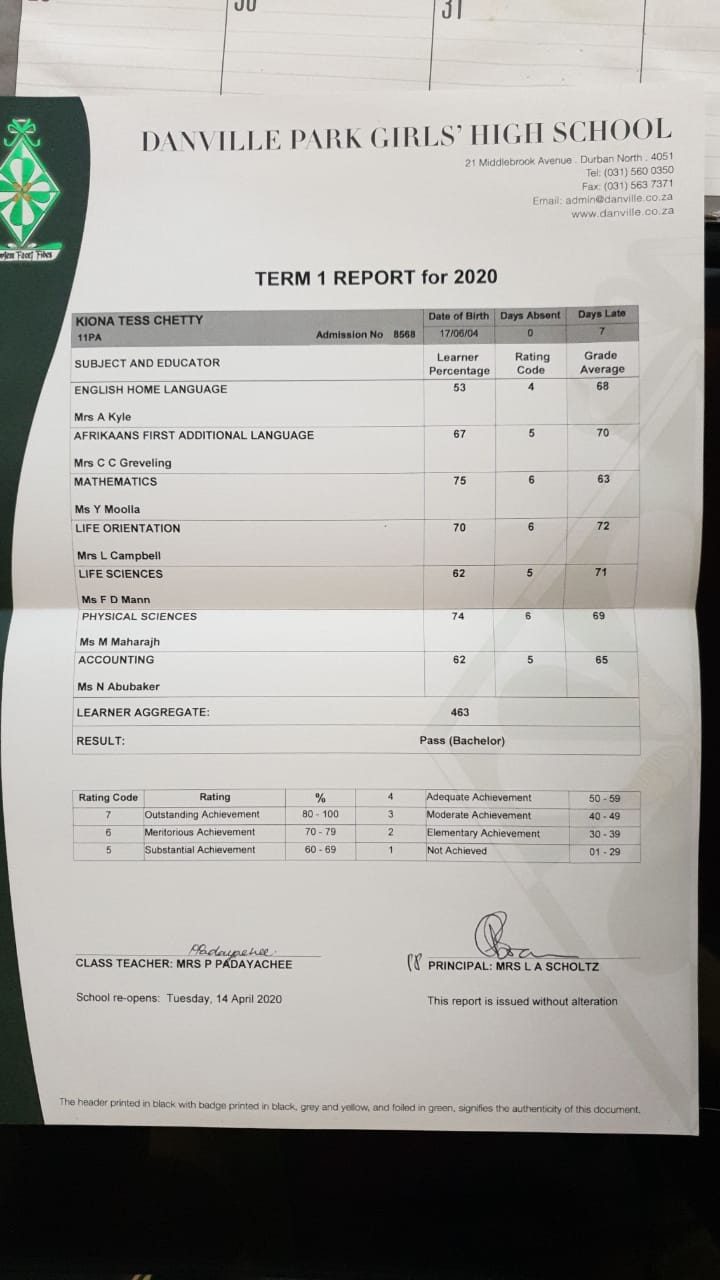 30
31
DANVILLE PARK GIRLS' HIGH SCHOOL
21 Middlebrook Avenue . Durban North . 4051
Tel: (031) 560 0350
Fax: (031) 563 7371
Email: admin@danville.co.za
www.danville.co.za
Facit Fides
TERM 1 REPORT for 2020
KIONA TESS CHETTY Date of Birth Days Absent Days Late
11PA Admission No 8568 17/06/04 0 7
SUBJECT AND EDUCATOR Learner Percentage Rating Code Grade Average
ENGLISH HOME LANGUAGE 53 4 68
Mrs A Kyle
AFRIKAANS FIRST ADDITIONAL LANGUAGE 67 5 70
Mrs C C Greveling
MATHEMATICS 75 6 63
Ms Y Moolla
LIFE ORIENTATION 70 6 72
Mrs L Campbell
LIFE SCIENCES 62 5 71
Ms F D Mann
PHYSICAL SCIENCES 74 6 69
Ms M Maharajh
ACCOUNTING 62 5 65
Ms N Abubaker
LEARNER AGGREGATE: 463
RESULT: Pass (Bachelor)
Rating Code Rating % 4 Adequate Achievement 50 - 59
7 Outstanding Achievement 80 - 100 3 Moderate Achievement 40 - 49
6 Meritorious Achievement 70 - 79 2 Elementary Achievement 30 - 39
5 Substantial Achievement 60 - 69 1 Not Achieved 01 - 29
PPadayachee
CLASS TEACHER: MRS P PADAYACHEE
pp PRINCIPAL: MRS L A SCHOLTZ
School re-opens: Tuesday, 14 April 2020
This report is issued without alteration
The header printed in black with badge printed in black, grey and yellow, and foiled in green, signifies the authenticity of this document.